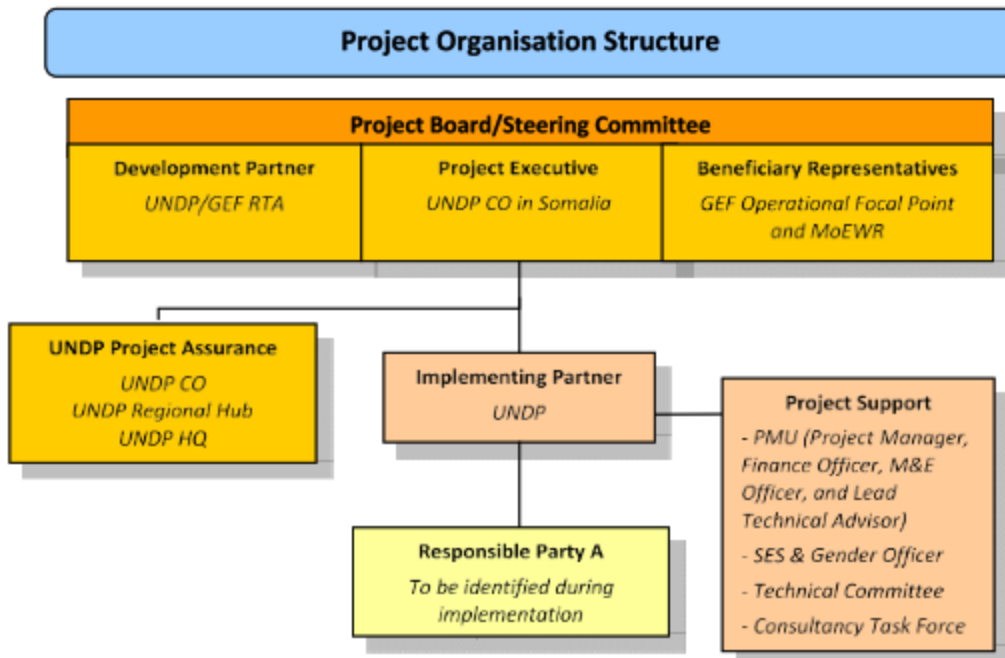 Project Organisation Structure
Project Board/Steering Committee
Development Partner
UNDP/GEF RTA
Project Executive
UNDP CO in Somalia
Beneficiary Representatives
GEF Operational Focal Point
and MoEWR
UNDP Project Assurance
UNDP CO
UNDP Regional Hub
UNDP HQ
Implementing Partner
UNDP
Project Support
- PMU (Project Manager,
Finance Officer, M&E
Officer, and Lead
Technical Advisor)
- SES & Gender Officer
- Technical Committee
- Consultancy Task Force
Responsible Party A
To be identified during
implementation